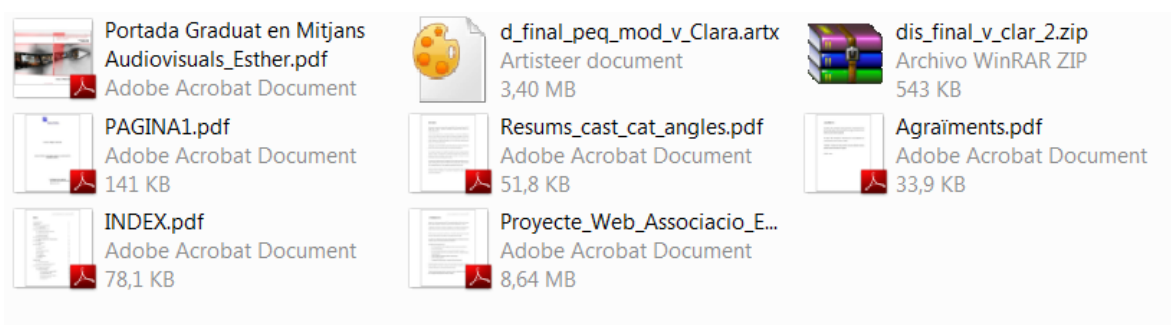 Portada Graduat en Mitjans
Audiovisuals_Esther.pdf
Adobe Acrobat Document
d_final_peq_mod_v_Clara.artx
Artisteer document
3,40 MB
dis_final_v_clar_2.zip
Archivo WinRAR ZIP
543 KB
PAGINA1.pdf
Adobe Acrobat Document
141 KB
Resums_cast_cat_angles.pdf
Adobe Acrobat Document
51,8 KB
Agraïments.pdf
Adobe Acrobat Document
33,9 KB
INDEX.pdf
Adobe Acrobat Document
78,1 KB
Proyecte_Web_Associacio_E...
Adobe Acrobat Document
8,64 MB